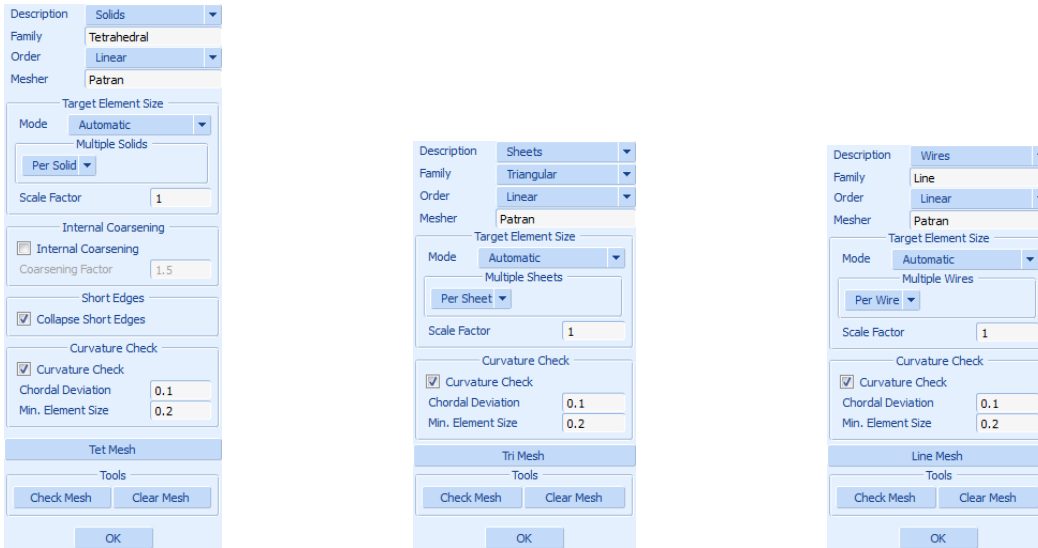 Description Solids
Family Tetrahedral
Order Linear
Mesher Patran
Target Element Size
Mode Automatic
Multiple Solids
Per Solid
Scale Factor 1
Internal Coarsening
Internal Coarsening
Coarsening Factor 1.5
Short Edges
Collapse Short Edges
Curvature Check
Curvature Check
Chordal Deviation 0.1
Min. Element Size 0.2
Tet Mesh
Tools
Check Mesh Clear Mesh
OK
Description Sheets
Family Triangular
Order Linear
Mesher Patran
Target Element Size
Mode Automatic
Multiple Sheets
Per Sheet
Scale Factor 1
Curvature Check
Curvature Check
Chordal Deviation 0.1
Min. Element Size 0.2
Tri Mesh
Tools
Check Mesh Clear Mesh
OK
Description Wires
Family Line
Order Linear
Mesher Patran
Target Element Size
Mode Automatic
Multiple Wires
Per Wire
Scale Factor 1
Curvature Check
Curvature Check
Chordal Deviation 0.1
Min. Element Size 0.2
Line Mesh
Tools
Check Mesh Clear Mesh
OK